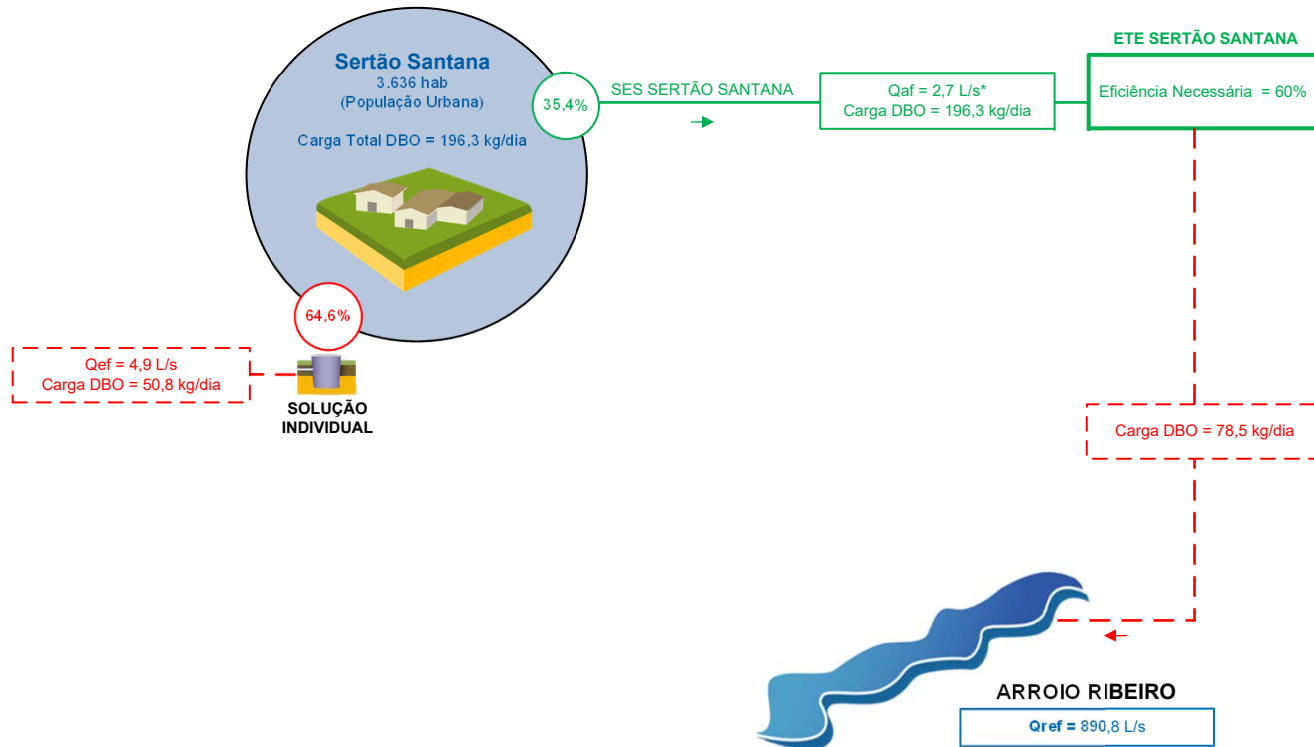 Sertão Santana
3.636 hab
(População Urbana)
Carga Total DBO = 196,3 kg/dia
35,4%
SES SERTÃO SANTANA
Qaf = 2,7 L/s*
Carga DBO = 196,3 kg/dia
ETE SERTÃO SANTANA
Eficiência Necessária = 60%
64,6%
Qef = 4,9 L/s
Carga DBO = 50,8 kg/dia
SOLUÇÃO
INDIVIDUAL
Carga DBO = 78,5 kg/dia
ARROIO RIBEIRO
Qref = 890,8 L/s